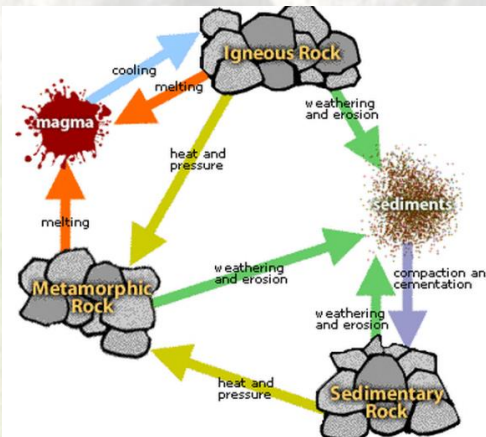 Igneous Rock
cooling
melting
magma
weathering
and erosion
heat and
pressure
sediments
melting
weathering
and erosion
compaction an
cementation
Metamorphic
Rock
weathering
and erosion
heat and
pressure
Sedimentary
Rock